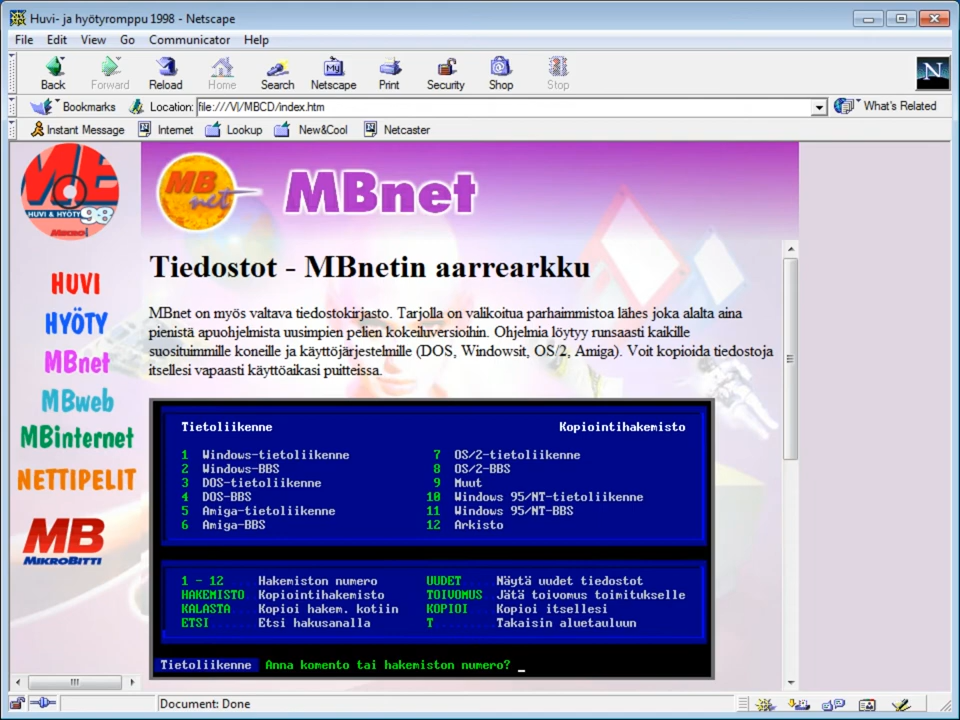 Huvi- ja hyötyromppu 1998 - Netscape
File Edit View Go Communicator Help
Back Forward Reload Home Search Netscape Print Security Shop Stop
My
N
Bookmarks Location: file:///V|/MBCD/index.htm What's Related
Instant Message Internet Lookup New&Cool Netcaster
MB
HUVI & HYÖTY 98
MikroBitti
HUVI
HYÖTY
MBnet
MBweb
MBinternet
NETTIPELIT
MB
MIKROBITTI
MB net
MBnet
Tiedostot - MBnetin aarrearkku
MBnet on myös valtava tiedostokirjasto. Tarjolla on valikoitua parhaimmistoa lähes joka alalta aina
pienistä apuohjelmista uusimpien pelien kokeiluversioihin. Ohjelmia löytyy runsaasti kaikille
suosituimmille koneille ja käyttöjärjestelmille (DOS, Windowsit, OS/2, Amiga). Voit kopioida tiedostoja
itsellesi vapaasti käyttöaikasi puitteissa.
Tietoliikenne Kopiointihakemisto
1 Windows-tietoliikenne 7 OS/2-tietoliikenne
2 Windows-BBS 8 OS/2-BBS
3 DOS-tietoliikenne 9 Muut
4 DOS-BBS 10 Windows 95/NT-tietoliikenne
5 Amiga-tietoliikenne 11 Windows 95/NT-BBS
6 Amiga-BBS 12 Arkisto
1 - 12 Hakemiston numero UUDET Näytä uudet tiedostot
HAKEMISTO Kopiointihakemisto TOIVOMUS Jätä toivomus toimitukselle
KALASTA Kopioi hakem. kotiin KOPIOI Kopioi itsellesi
ETSI Etsi hakusanalla T Takaisin aluetauluun
Tietoliikenne Anna komento tai hakemiston numero? _
Document: Done